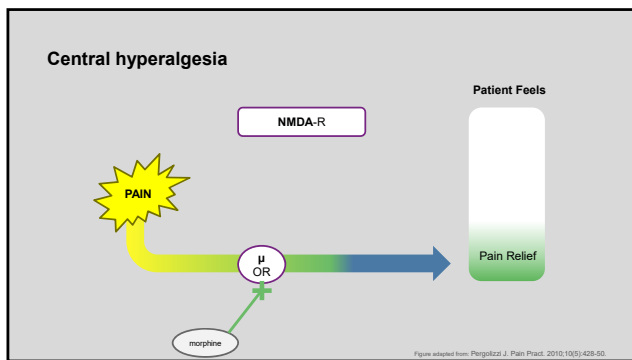 Central hyperalgesia
Patient Feels
NMDA-R
PAIN
μ
OR
Pain Relief
morphine
Figure adapted from: Pergolizzi J. Pain Pract. 2010;10(5):428-50.